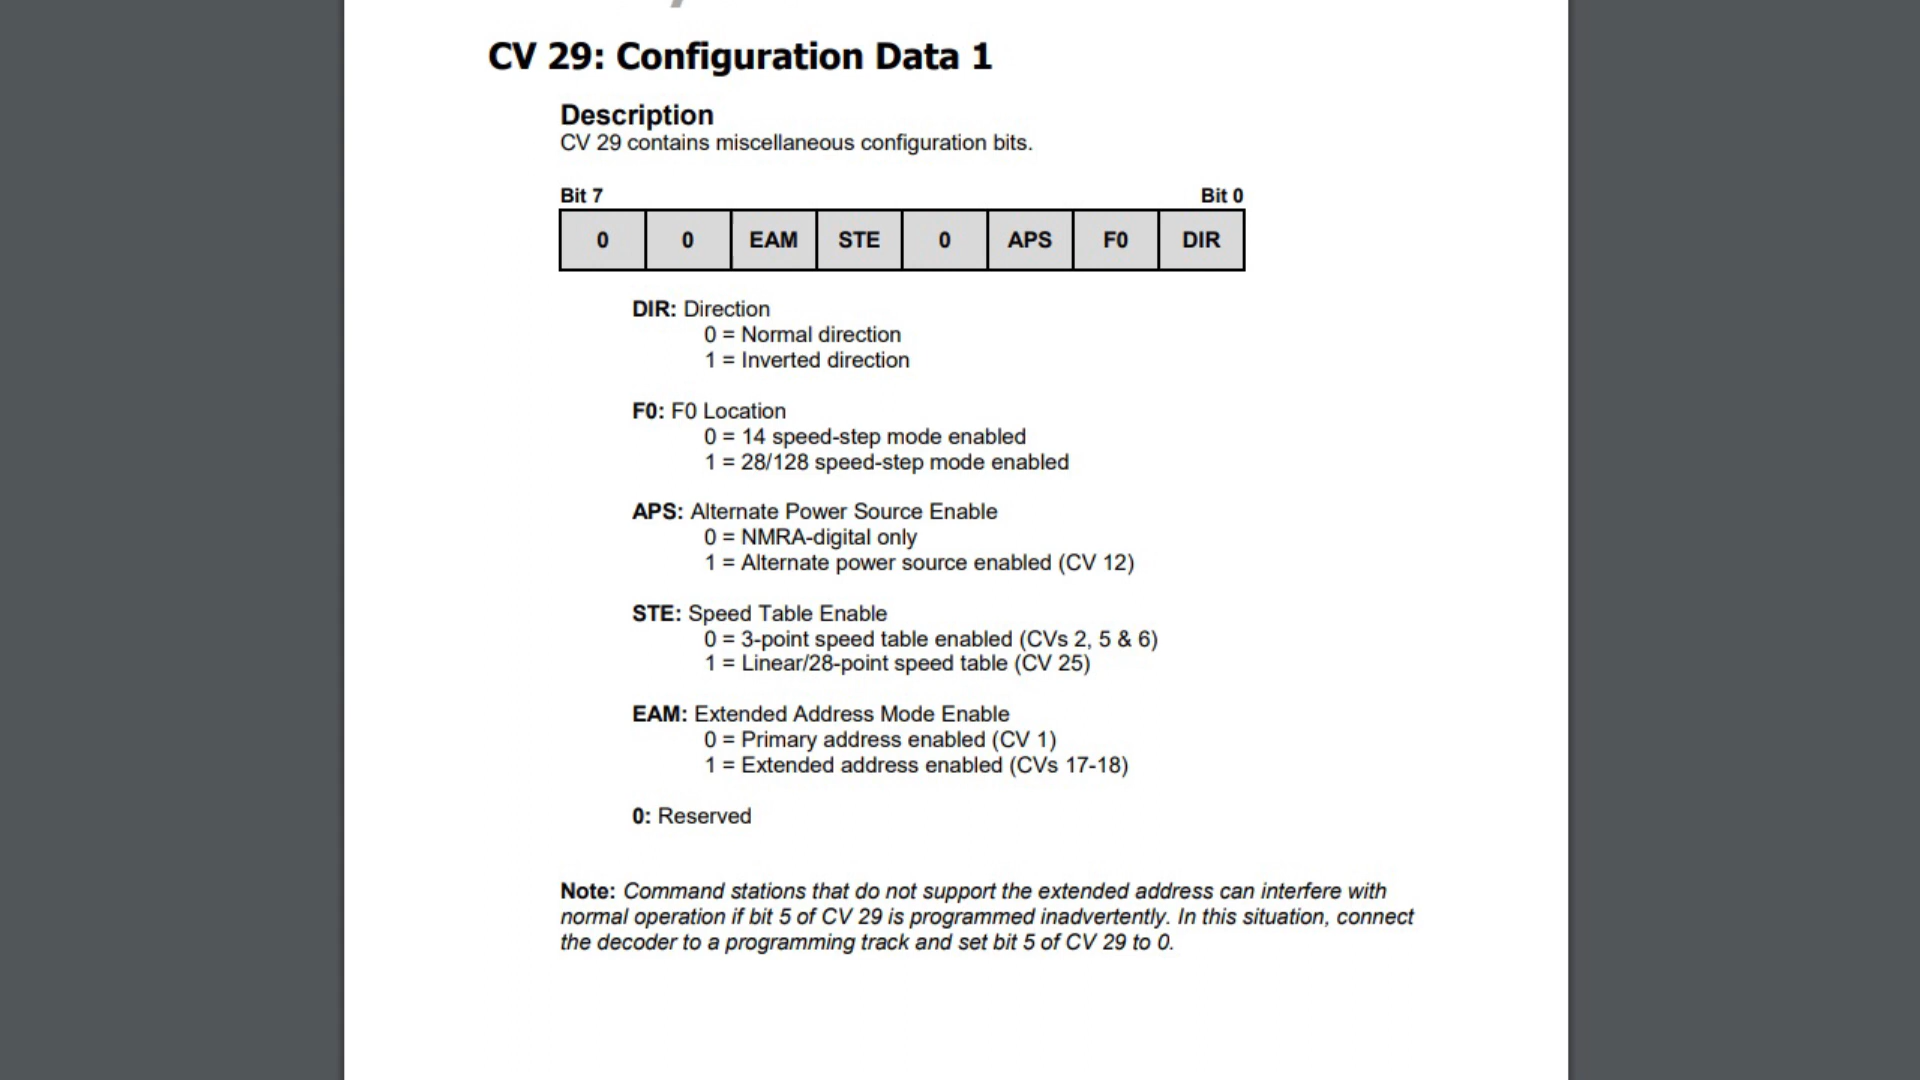 CV 29: Configuration Data 1
Description
CV 29 contains miscellaneous configuration bits.
Bit 7 Bit 0
0 0 EAM STE 0 APS F0 DIR
DIR: Direction
0 = Normal direction
1 = Inverted direction
F0: F0 Location
0 = 14 speed-step mode enabled
1 = 28/128 speed-step mode enabled
APS: Alternate Power Source Enable
0 = NMRA-digital only
1 = Alternate power source enabled (CV 12)
STE: Speed Table Enable
0 = 3-point speed table enabled (CVs 2, 5 & 6)
1 = Linear/28-point speed table (CV 25)
EAM: Extended Address Mode Enable
0 = Primary address enabled (CV 1)
1 = Extended address enabled (CVs 17-18)
0: Reserved
Note: Command stations that do not support the extended address can interfere with
normal operation if bit 5 of CV 29 is programmed inadvertently. In this situation, connect
the decoder to a programming track and set bit 5 of CV 29 to 0.